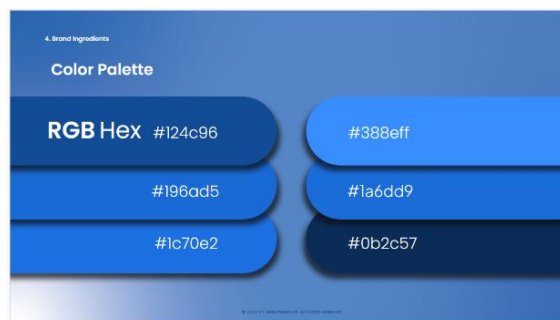 4. Brand Ingredients
Color Palette
RGB Hex #124c96
#196ad5
#1c70e2
#388eff
#1a6dd9
#0b2c57